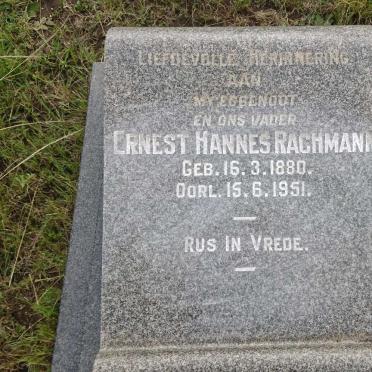 LIEFDEVOLLE HERINNERING
AAN
MY EGGENOOT
EN ONS VADER
ERNEST HANNES RACHMANN
GEB. 16.3.1880.
OORL. 15.6.1951.
RUS IN VREDE.